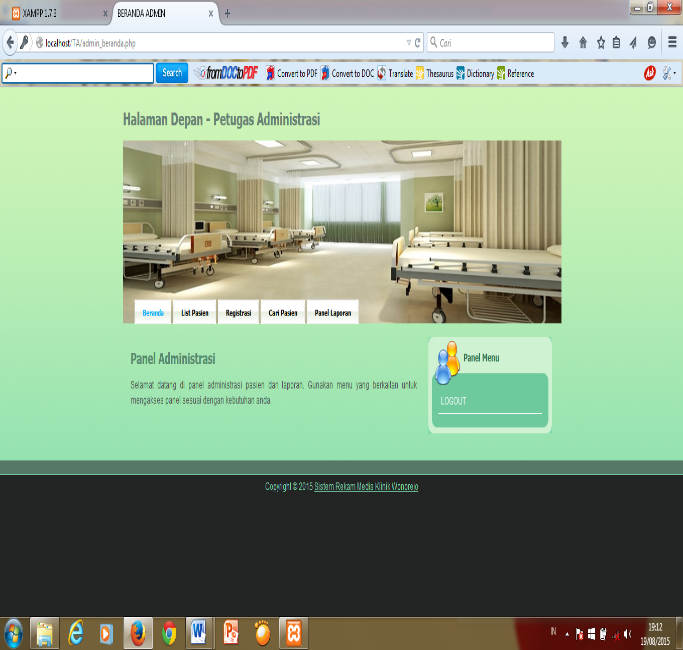 XAMPP 1.7.3
BERANDA ADMIN
localhost/TA/admin_beranda.php
Cari
Search
fromDOCtoPDF
Convert to PDF
Convert to DOC
Translate
Thesaurus
Dictionary
Reference
Halaman Depan - Petugas Administrasi
Beranda
List Pasien
Registrasi
Cari Pasien
Panel Laporan
Panel Administrasi
Selamat datang di panel administrasi pasien dan laporan. Gunakan menu yang berkaitan untuk
mengakses panel sesuai dengan kebutuhan anda.
Panel Menu
LOGOUT
Copyright © 2015 Sistem Rekam Medis Klinik Wonorejo
IN
19:12
19/08/2015